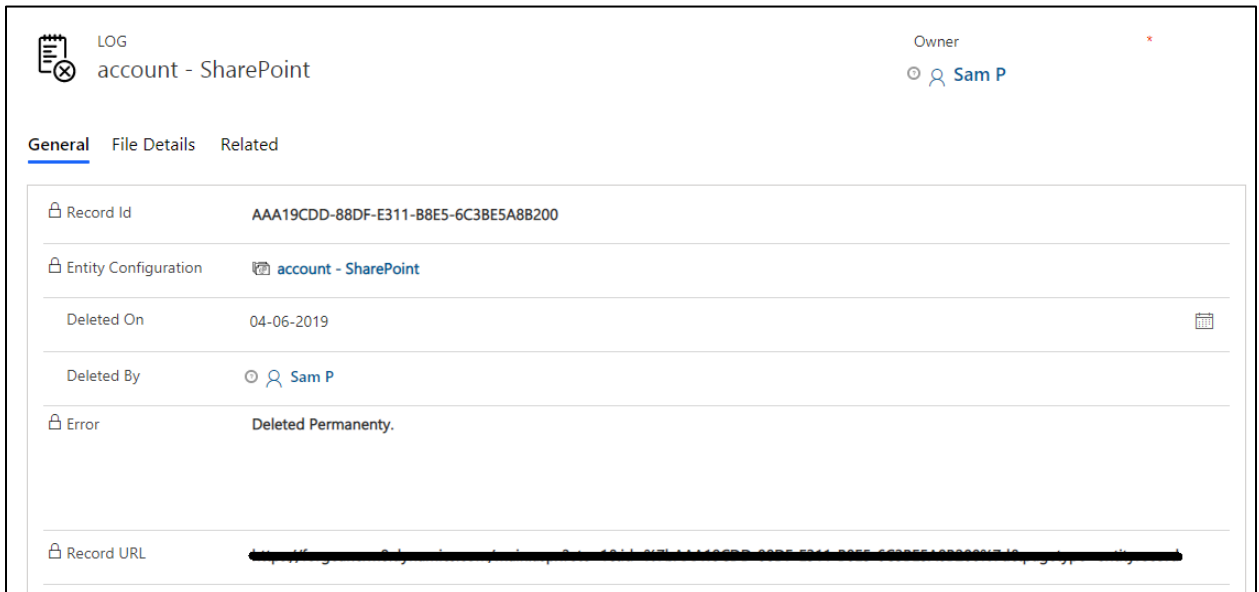 LOG
account - SharePoint
Owner
*
Sam P
General File Details Related
Record Id AAA19CDD-88DF-E311-B8E5-6C3BE5A8B200
Entity Configuration account - SharePoint
Deleted On 04-06-2019
Deleted By Sam P
Error Deleted Permanenty.
Record URL